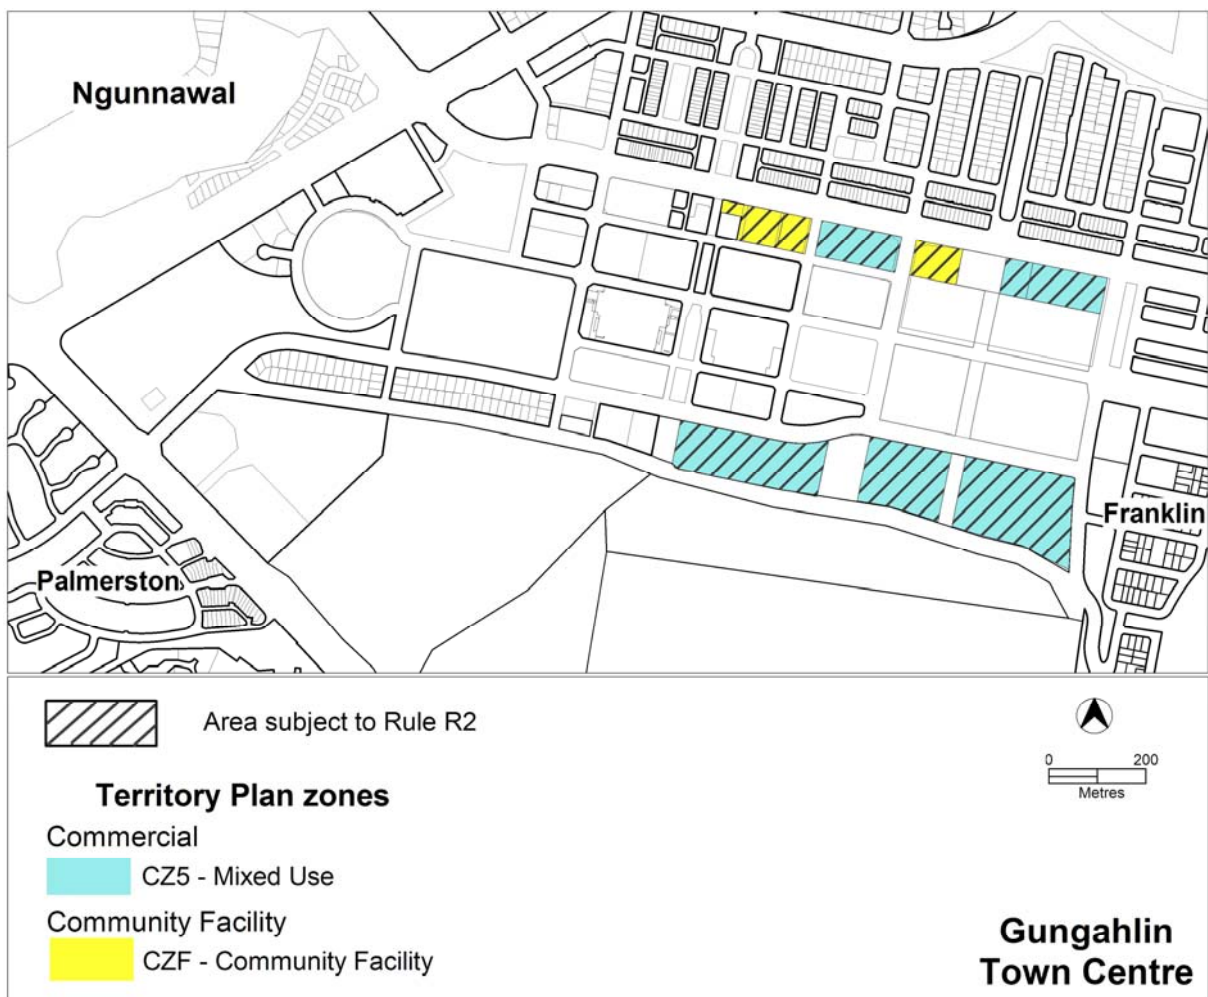 Ngunnawal
Franklin
Palmerston
Area subject to Rule R2
0 200
Metres
Territory Plan zones
Commercial
CZ5 - Mixed Use
Community Facility
CZF - Community Facility
Gungahlin
Town Centre